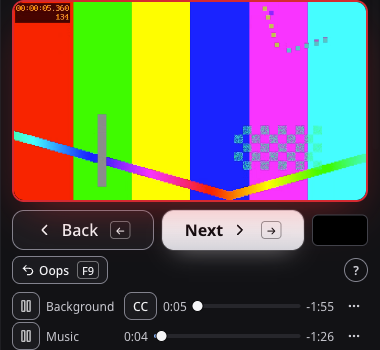 00:00:05.360
134
Back ←
Next →
Oops F9
?
Background CC 0:05 -1:55 ...
Music 0:04 -1:26 ...